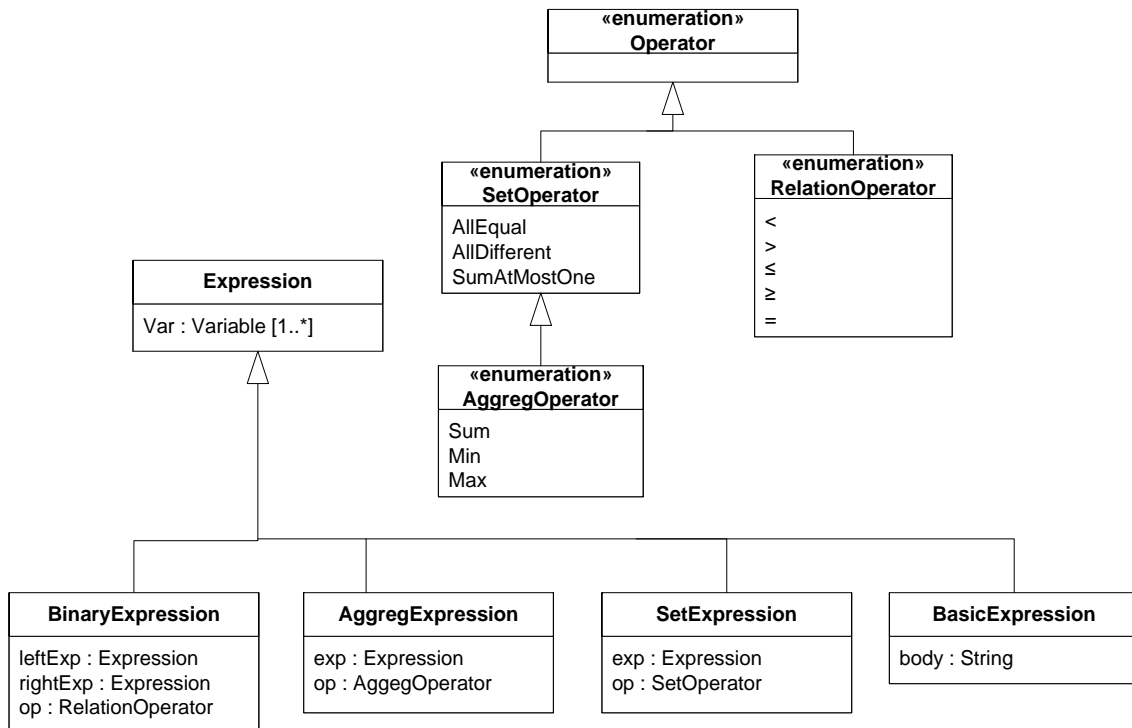 «enumeration»
Operator
«enumeration»
SetOperator
AllEqual
AllDifferent
SumAtMostOne
«enumeration»
RelationOperator
<
>
≤
≥
=
Expression
Var : Variable [1..*]
«enumeration»
AggregOperator
Sum
Min
Max
BinaryExpression
leftExp : Expression
rightExp : Expression
op : RelationOperator
AggregExpression
exp : Expression
op : AggegOperator
SetExpression
exp : Expression
op : SetOperator
BasicExpression
body : String